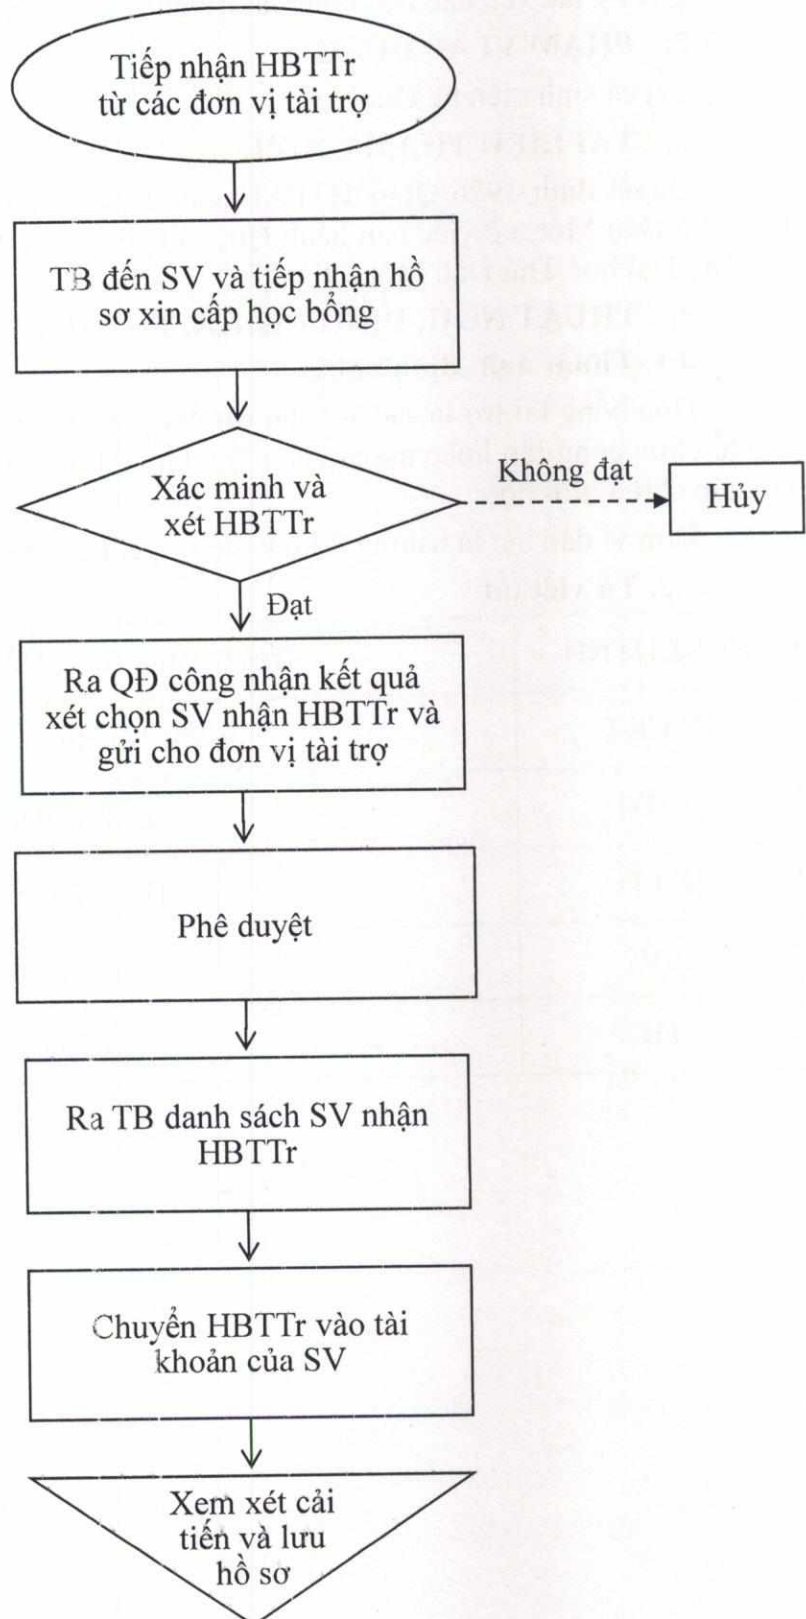 Tiếp nhận HBTTr
từ các đơn vị tài trợ
TB đến SV và tiếp nhận hồ
sơ xin cấp học bổng
Xác minh và
xét HBTTr
Không đạt
Hủy
Đạt
Ra QĐ công nhận kết quả
xét chọn SV nhận HBTTr và
gửi cho đơn vị tài trợ
Phê duyệt
Ra TB danh sách SV nhận
HBTTr
Chuyển HBTTr vào tài
khoản của SV
Xem xét cải
tiến và lưu
hồ sơ